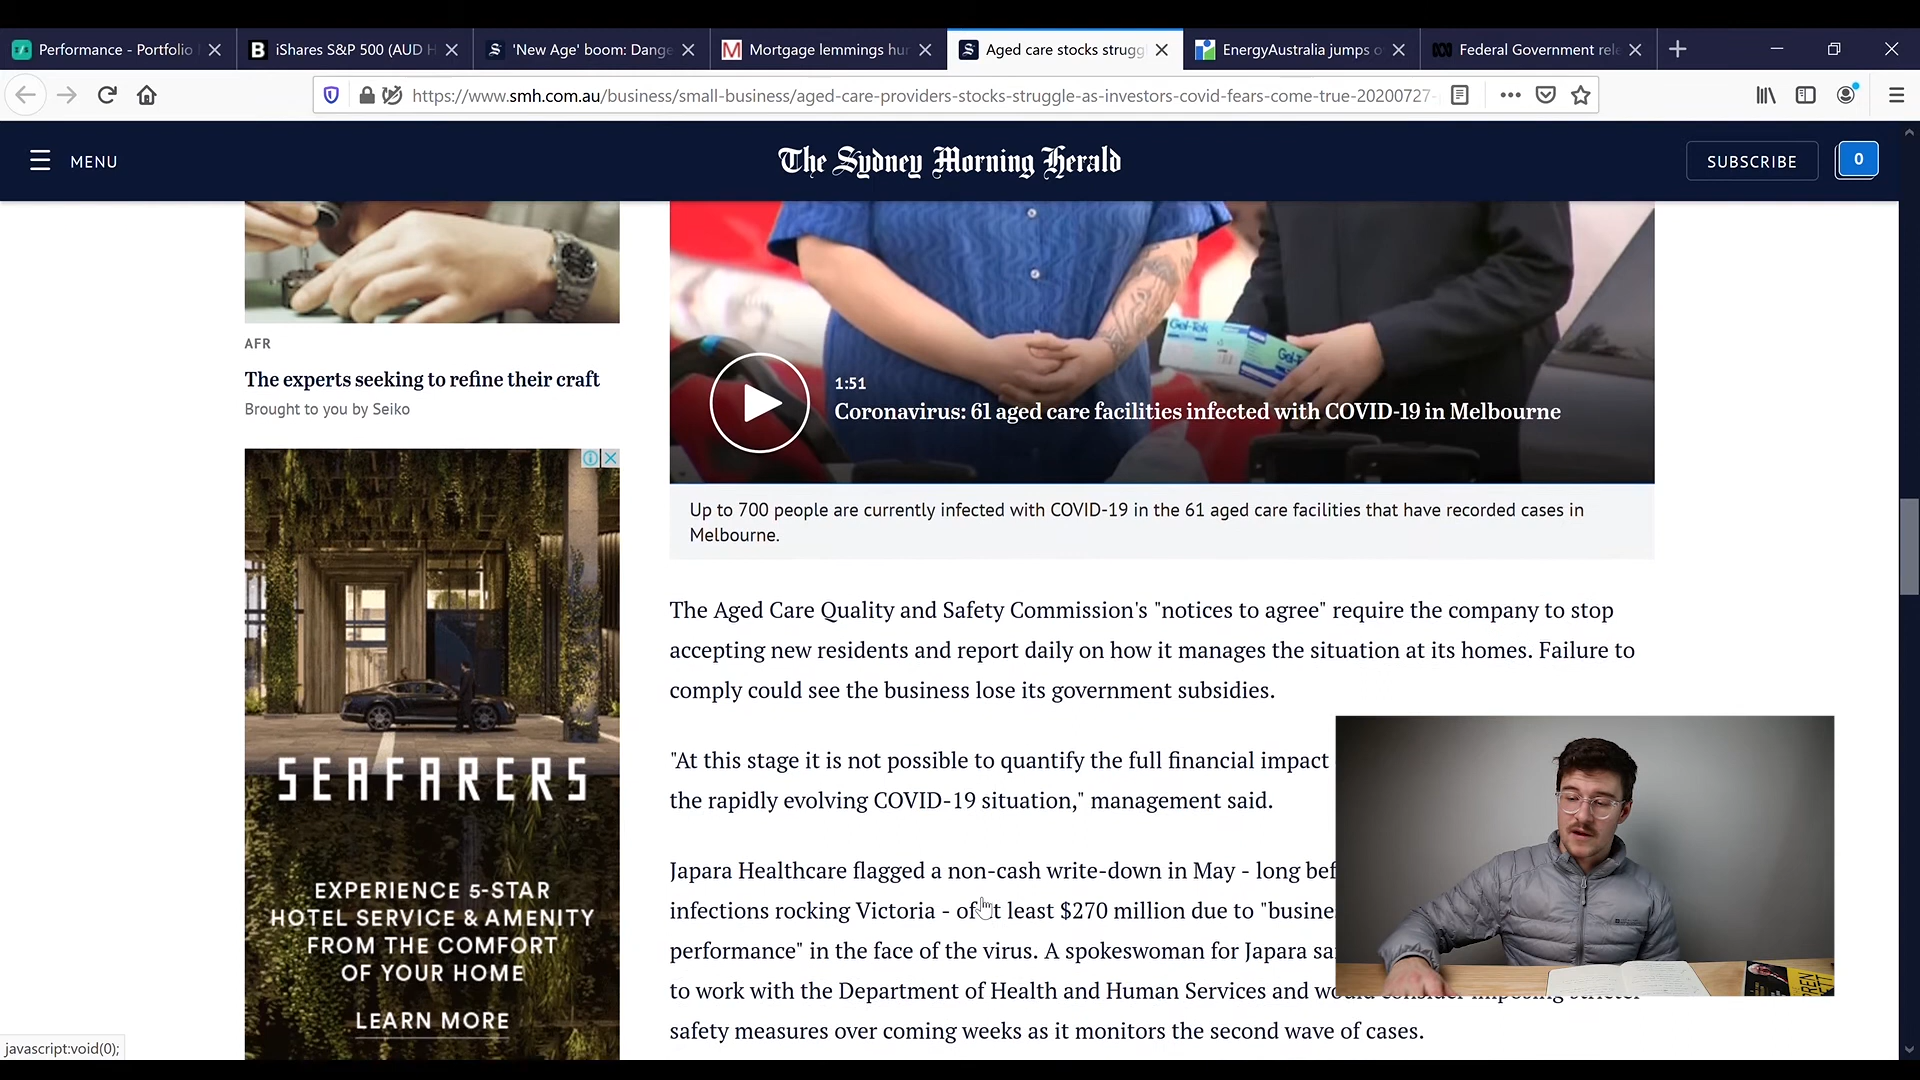 Performance - Portfolio
iShares S&P 500 (AUD H
'New Age' boom: Dange
Mortgage lemmings hur
Aged care stocks strugg
EnergyAustralia jumps o
Federal Government rele
https://www.smh.com.au/business/small-business/aged-care-providers-stocks-struggle-as-investors-covid-fears-come-true-20200727-
MENU
The Sydney Morning Herald
SUBSCRIBE
0
AFR
The experts seeking to refine their craft
Brought to you by Seiko
SEAFARERS
EXPERIENCE 5-STAR
HOTEL SERVICE & AMENITY
FROM THE COMFORT
OF YOUR HOME
LEARN MORE
Gel-Tek
1:51
Coronavirus: 61 aged care facilities infected with COVID-19 in Melbourne
Up to 700 people are currently infected with COVID-19 in the 61 aged care facilities that have recorded cases in
Melbourne.
The Aged Care Quality and Safety Commission's "notices to agree" require the company to stop
accepting new residents and report daily on how it manages the situation at its homes. Failure to
comply could see the business lose its government subsidies.
"At this stage it is not possible to quantify the full financial impact
the rapidly evolving COVID-19 situation," management said.
Japara Healthcare flagged a non-cash write-down in May - long bef
infections rocking Victoria - of at least $270 million due to "busine
performance" in the face of the virus. A spokeswoman for Japara sai
to work with the Department of Health and Human Services and would consider imposing stricter
safety measures over coming weeks as it monitors the second wave of cases.
javascript:void(0);